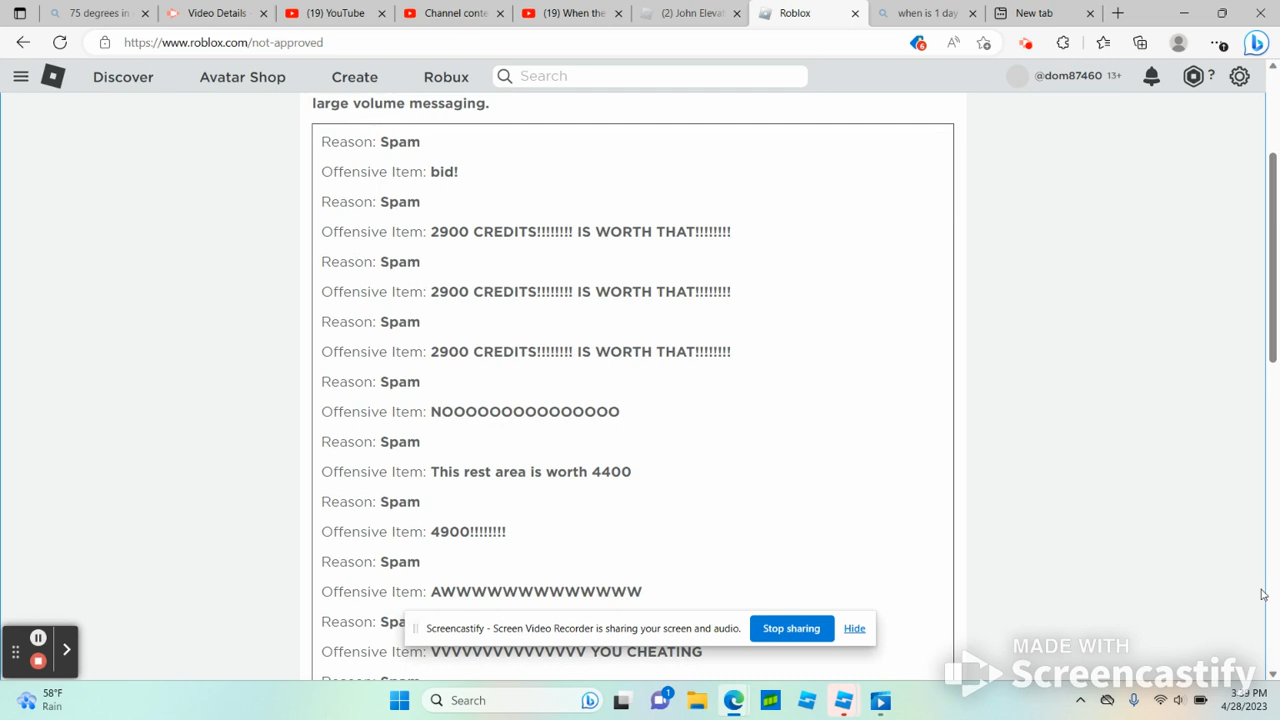 75 degrees in
Video Details -
(19) YouTube
Channel conte
(19) When the
(2) John Elevat
Roblox
when is 1 day
New tab
https://www.roblox.com/not-approved
6
Discover
Avatar Shop
Create
Robux
Search
@dom87460 13+
?
large volume messaging.
Reason: Spam
Offensive Item: bid!
Reason: Spam
Offensive Item: 2900 CREDITS!!!!!!!! IS WORTH THAT!!!!!!!!
Reason: Spam
Offensive Item: 2900 CREDITS!!!!!!!! IS WORTH THAT!!!!!!!!
Reason: Spam
Offensive Item: 2900 CREDITS!!!!!!!! IS WORTH THAT!!!!!!!!
Reason: Spam
Offensive Item: NOOOOOOOOOOOOOOO
Reason: Spam
Offensive Item: This rest area is worth 4400
Reason: Spam
Offensive Item: 4900!!!!!!!!
Reason: Spam
Offensive Item: AWWWWWWWWWWWWW
Reason: Spa
Screencastify - Screen Video Recorder is sharing your screen and audio.
Stop sharing
Hide
Offensive Item: VVVVVVVVVVVVVVV YOU CHEATING
MADE WITH
Screencastify
58°F
Rain
Search
1
3:39 PM
4/28/2023